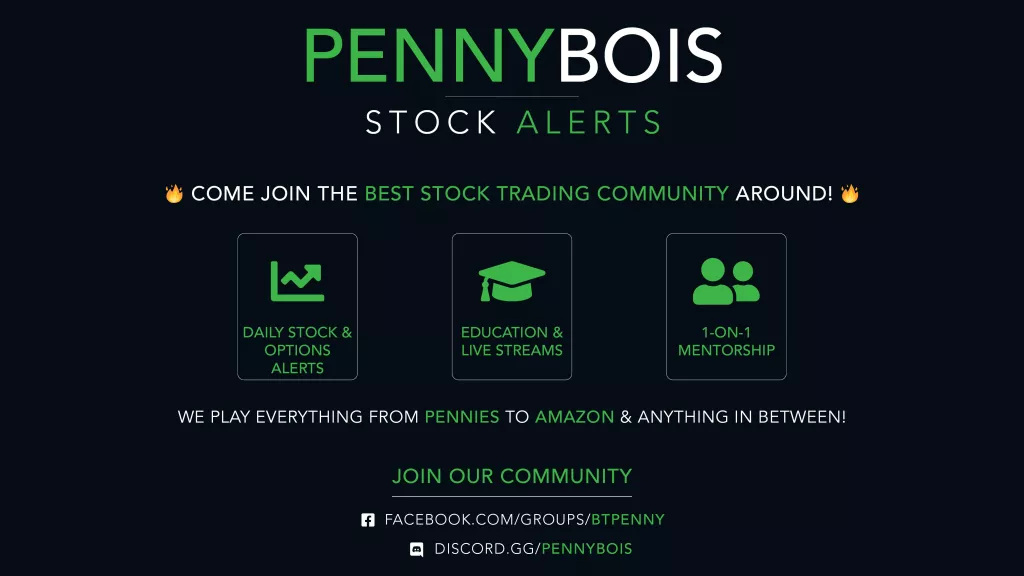 PENNYBOIS
STOCK ALERTS
🔥 COME JOIN THE BEST STOCK TRADING COMMUNITY AROUND! 🔥
DAILY STOCK &
OPTIONS
ALERTS
EDUCATION &
LIVE STREAMS
1-ON-1
MENTORSHIP
WE PLAY EVERYTHING FROM PENNIES TO AMAZON & ANYTHING IN BETWEEN!
JOIN OUR COMMUNITY
FACEBOOK.COM/GROUPS/BTPENNY
DISCORD.GG/PENNYBOIS